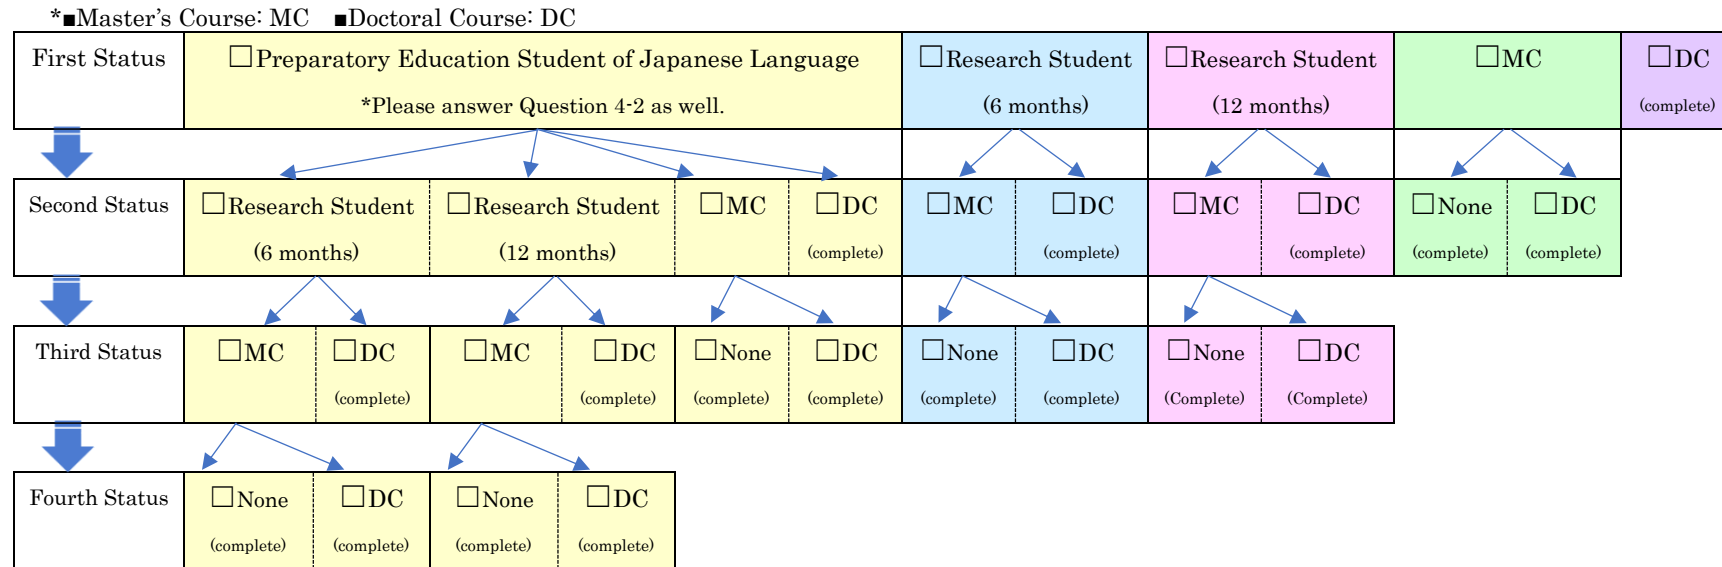 *■Master's Course: MC ■Doctoral Course: DC
First Status
☐Preparatory Education Student of Japanese Language
*Please answer Question 4-2 as well.
☐Research Student
(6 months)
☐Research Student
(12 months)
☐MC
☐DC
(complete)
Second Status
☐Research Student
(6 months)
☐Research Student
(12 months)
☐MC
☐DC
(complete)
☐MC
☐DC
(complete)
☐MC
☐DC
(complete)
☐None
(complete)
☐DC
(complete)
Third Status
☐MC
☐DC
(complete)
☐MC
☐DC
(complete)
☐None
(complete)
☐DC
(complete)
☐None
(complete)
☐DC
(complete)
☐None
(Complete)
☐DC
(Complete)
Fourth Status
☐None
(complete)
☐DC
(complete)
☐None
(complete)
☐DC
(complete)